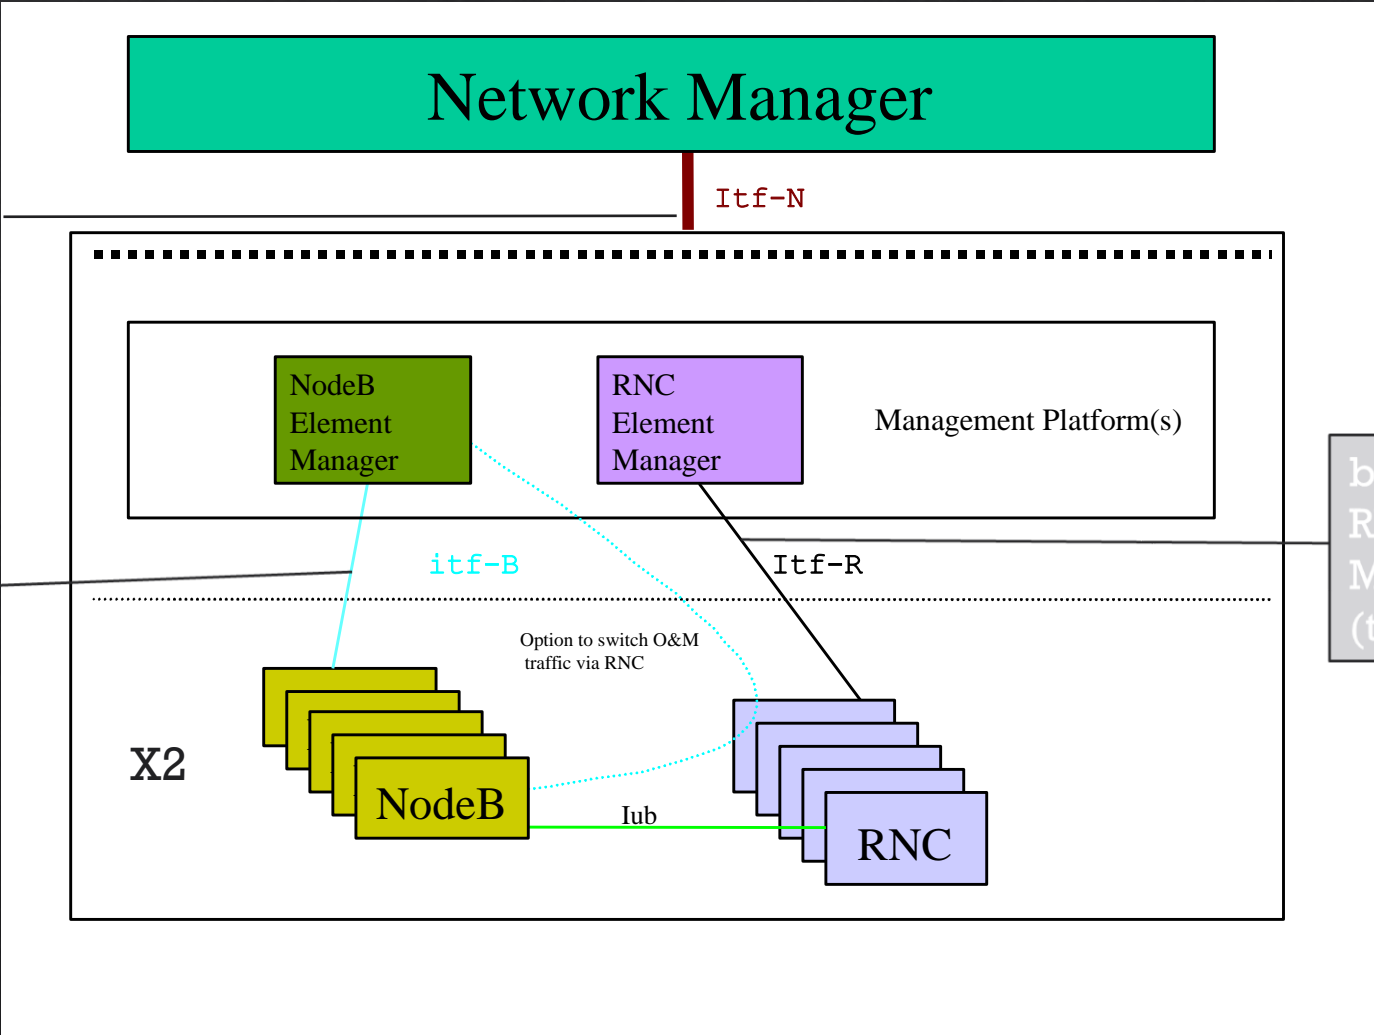 Network Manager
Itf-N
NodeB
Element
Manager
RNC
Element
Manager
Management Platform(s)
itf-B
Itf-R
Option to switch O&M
traffic via RNC
X2
NodeB
Iub
RNC